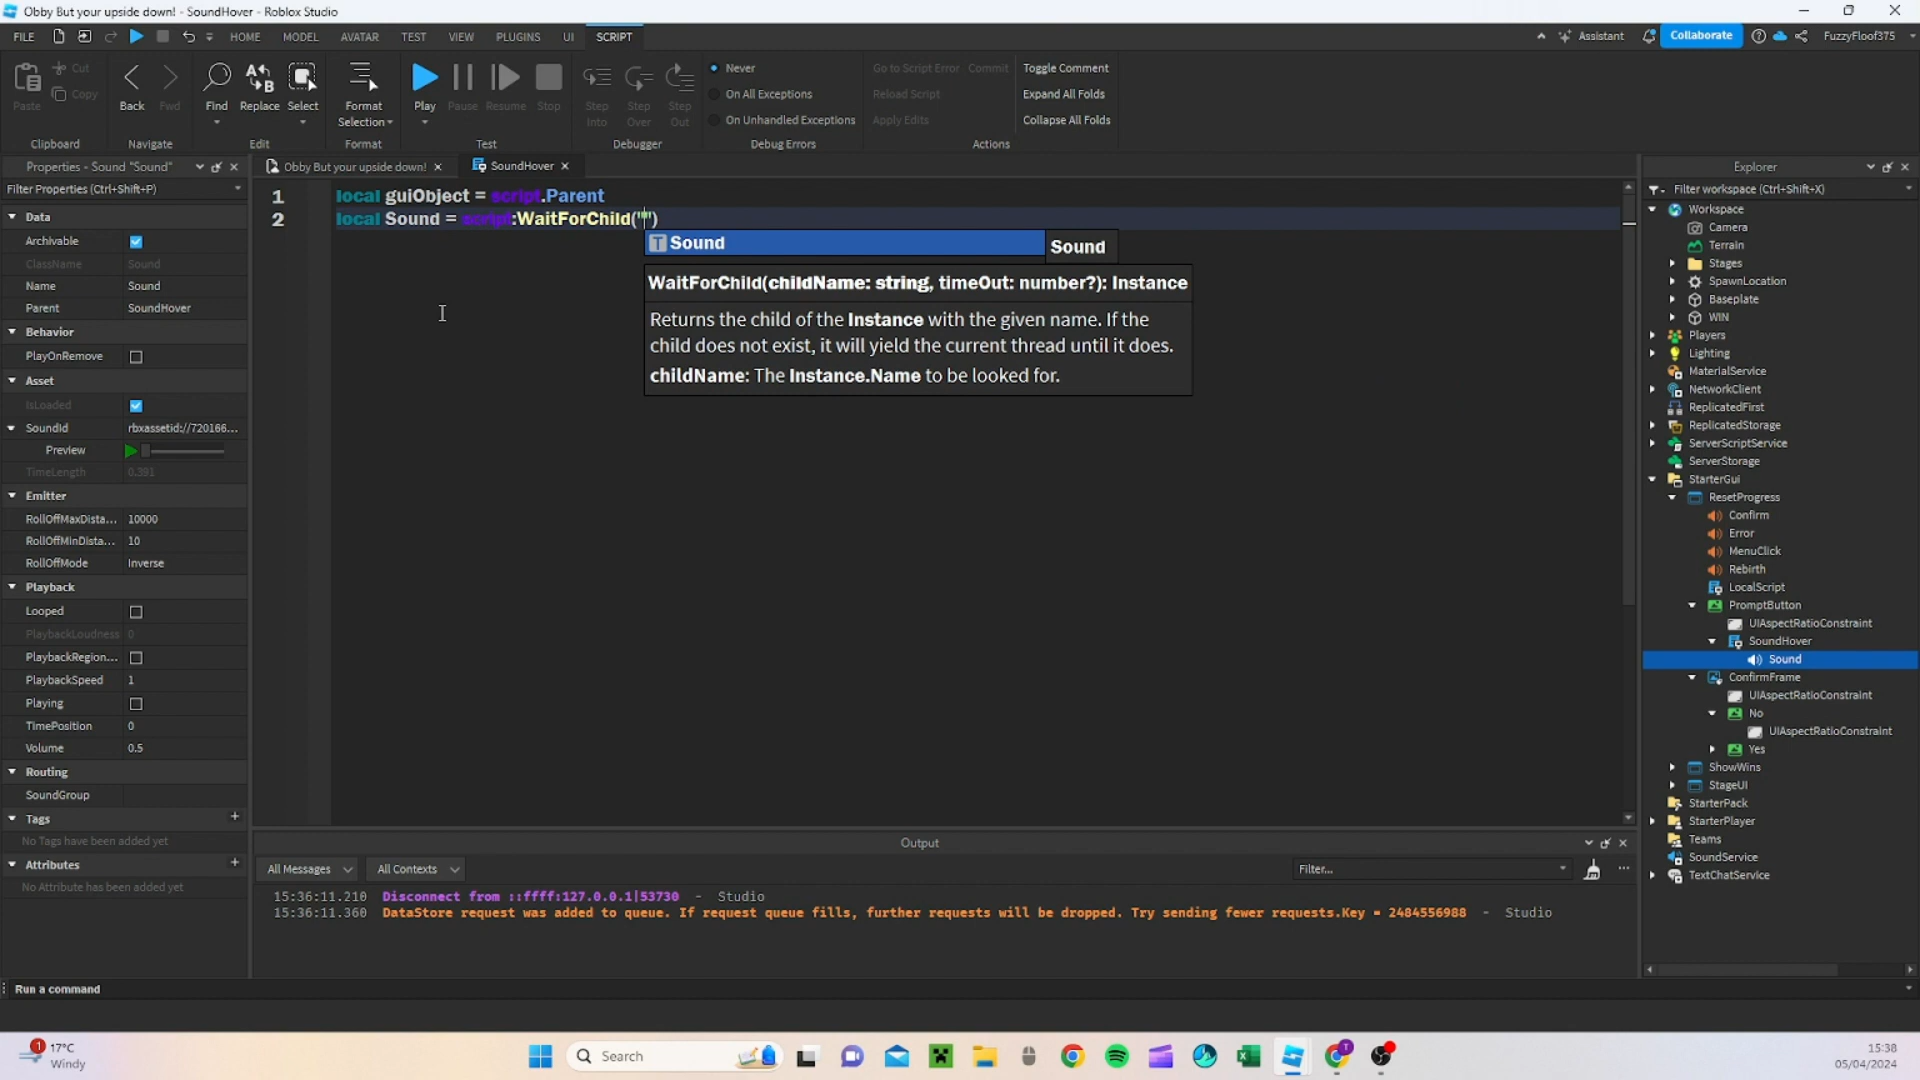 Obby But your upside down! - SoundHover - Roblox Studio
FILE HOME MODEL AVATAR TEST VIEW PLUGINS UI SCRIPT Assistant Collaborate FuzzyFloof375
Paste Cut Copy Back Fwd Find Replace Select Format Selection Play Pause Resume Stop Step Into Step Over Step Out
Never
On All Exceptions
On Unhandled Exceptions
Go to Script Error Commit
Reload Script
Apply Edits
Toggle Comment
Expand All Folds
Collapse All Folds
Clipboard Navigate Edit Format Test Debugger Debug Errors Actions
Properties - Sound "Sound"
Filter Properties (Ctrl+Shift+P)
Data
Archivable
ClassName Sound
Name Sound
Parent SoundHover
Behavior
PlayOnRemove
Asset
IsLoaded
SoundId rbxassetid://720166...
Preview
TimeLength 0.391
Emitter
RollOffMaxDista... 10000
RollOffMinDista... 10
RollOffMode Inverse
Playback
Looped
PlaybackLoudness 0
PlaybackRegion...
PlaybackSpeed 1
Playing
TimePosition 0
Volume 0.5
Routing
SoundGroup
Tags
No Tags have been added yet
Attributes
No Attribute has been added yet
Obby But your upside down! SoundHover
1 local guiObject = script.Parent
2 local Sound = script:WaitForChild("")
T Sound Sound
WaitForChild(childName: string, timeOut: number?): Instance
Returns the child of the Instance with the given name. If the
child does not exist, it will yield the current thread until it does.
childName: The Instance.Name to be looked for.
Output
All Messages All Contexts Filter...
15:36:11.210 Disconnect from ::ffff:127.0.0.1|53730 - Studio
15:36:11.360 DataStore request was added to queue. If request queue fills, further requests will be dropped. Try sending fewer requests.Key = 2484556988 - Studio
Run a command
Explorer
Filter workspace (Ctrl+Shift+X)
Workspace
Camera
Terrain
Stages
SpawnLocation
Baseplate
WIN
Players
Lighting
MaterialService
NetworkClient
ReplicatedFirst
ReplicatedStorage
ServerScriptService
ServerStorage
StarterGui
ResetProgress
Confirm
Error
MenuClick
Rebirth
LocalScript
PromptButton
UIAspectRatioConstraint
SoundHover
Sound
ConfirmFrame
UIAspectRatioConstraint
No
UIAspectRatioConstraint
Yes
ShowWins
StageUI
StarterPack
StarterPlayer
Teams
SoundService
TextChatService
1 17°C
Windy
Search
15:38
05/04/2024